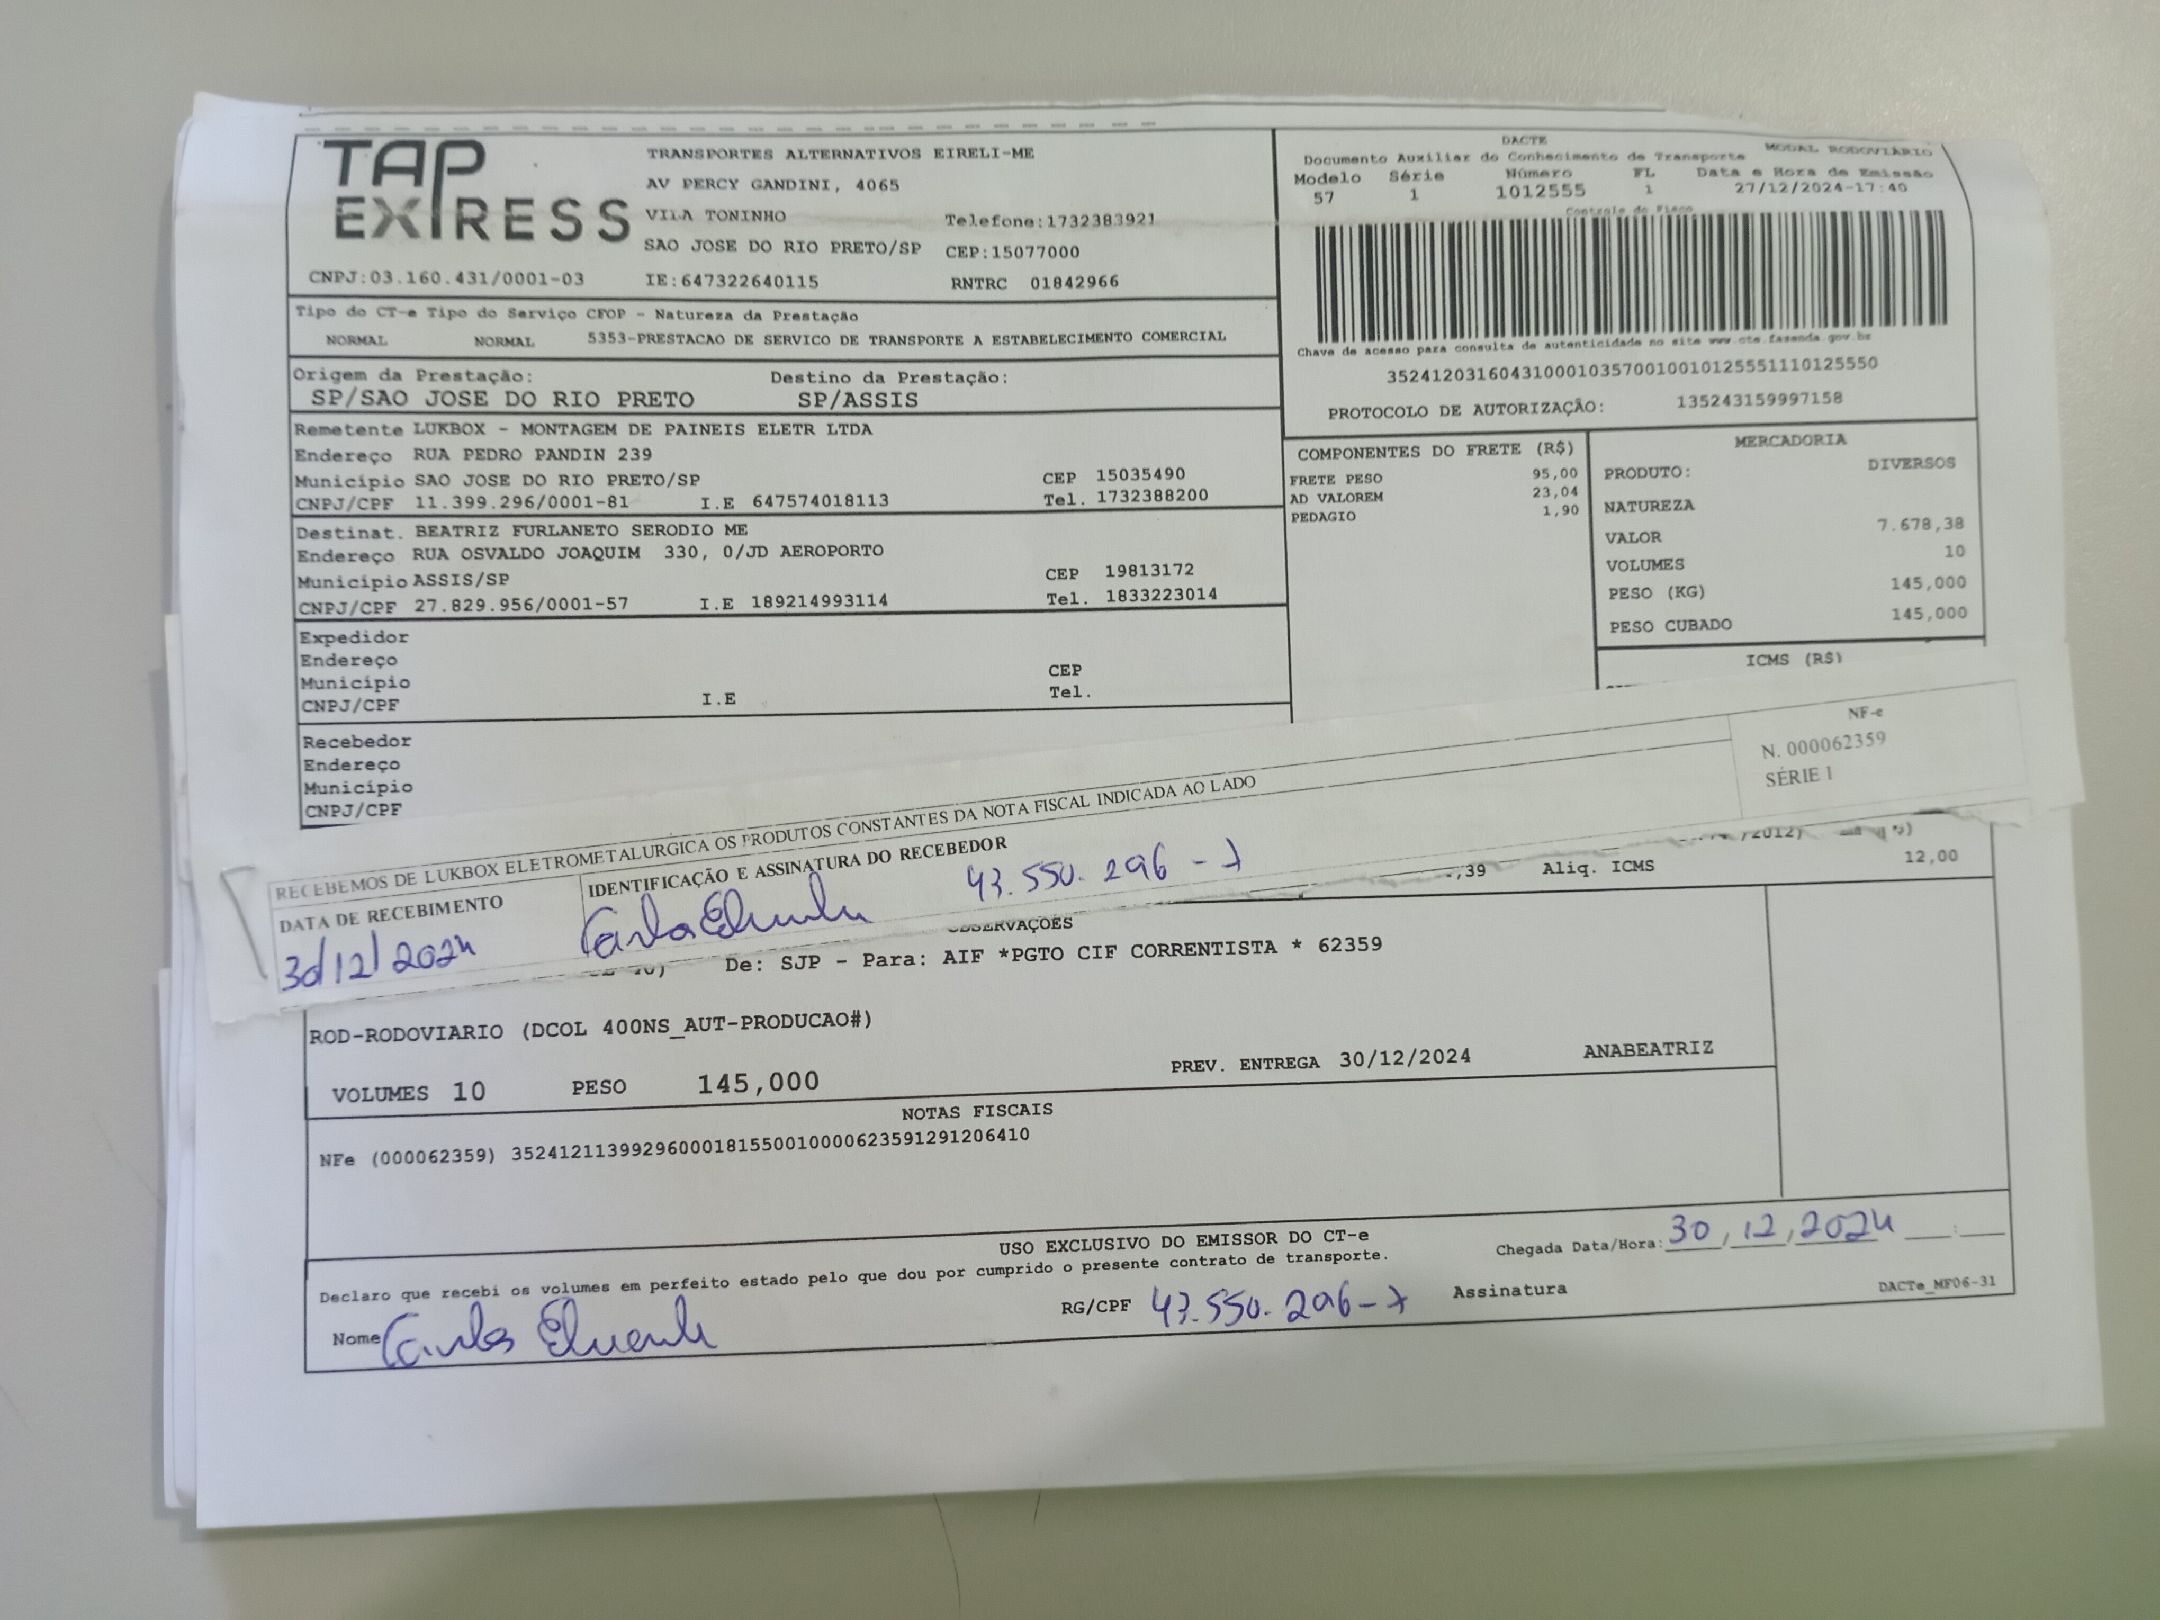 TAP EXPRESS
TRANSPORTES ALTERNATIVOS EIRELI-ME
AV PERCY GANDINI, 4065
VILA TONINHO Telefone:1732383921
SAO JOSE DO RIO PRETO/SP CEP:15077000
CNPJ:03.160.431/0001-03 IE:647322640115 RNTRC 01842966
DACTE MODAL RODOVIÁRIO
Documento Auxiliar do Conhecimento de Transporte
Modelo Série Número FL Data e Hora de Emissão
57 1 1012555 1 27/12/2024-17:40
Controle do Fisco
Chave de acesso para consulta de autenticidade no site www.cte.fazenda.gov.br
35241203160431000103570010010125551110125550
PROTOCOLO DE AUTORIZAÇÃO: 135243159997158
Tipo do CT-e Tipo do Serviço CFOP - Natureza da Prestação
NORMAL NORMAL 5353-PRESTACAO DE SERVICO DE TRANSPORTE A ESTABELECIMENTO COMERCIAL
Origem da Prestação: Destino da Prestação:
SP/SAO JOSE DO RIO PRETO SP/ASSIS
Remetente LUKBOX - MONTAGEM DE PAINEIS ELETR LTDA
Endereço RUA PEDRO PANDIN 239
Município SAO JOSE DO RIO PRETO/SP CEP 15035490
CNPJ/CPF 11.399.296/0001-81 I.E 647574018113 Tel. 1732388200
Destinat. BEATRIZ FURLANETO SERODIO ME
Endereço RUA OSVALDO JOAQUIM 330, 0/JD AEROPORTO
Município ASSIS/SP CEP 19813172
CNPJ/CPF 27.829.956/0001-57 I.E 189214993114 Tel. 1833223014
Expedidor
Endereço
Município CEP
CNPJ/CPF I.E Tel.
Recebedor
Endereço
Município
CNPJ/CPF
COMPONENTES DO FRETE (R$)
FRETE PESO 95,00
AD VALOREM 23,04
PEDAGIO 1,90
MERCADORIA
PRODUTO: DIVERSOS
NATUREZA
VALOR 7.678,38
VOLUMES 10
PESO (KG) 145,000
PESO CUBADO 145,000
ICMS (R$)
NF-e
N. 000062359
SÉRIE 1
RECEBEMOS DE LUKBOX ELETROMETALURGICA OS PRODUTOS CONSTANTES DA NOTA FISCAL INDICADA AO LADO
DATA DE RECEBIMENTO IDENTIFICAÇÃO E ASSINATURA DO RECEBEDOR
30/12/2024 43.550.296-7
,39 Aliq. ICMS 12,00
OBSERVAÇÕES
De: SJP - Para: AIF *PGTO CIF CORRENTISTA * 62359
ROD-RODOVIARIO (DCOL 400NS_AUT-PRODUCAO#)
VOLUMES 10 PESO 145,000 PREV. ENTREGA 30/12/2024 ANABEATRIZ
NOTAS FISCAIS
NFe (000062359) 35241211399296000181550010000623591291206410
USO EXCLUSIVO DO EMISSOR DO CT-e
Declaro que recebi os volumes em perfeito estado pelo que dou por cumprido o presente contrato de transporte.
Chegada Data/Hora: 30,12,2024 :
Nome Carlos RG/CPF 43.550.296-7 Assinatura
DACTe_MF06-31